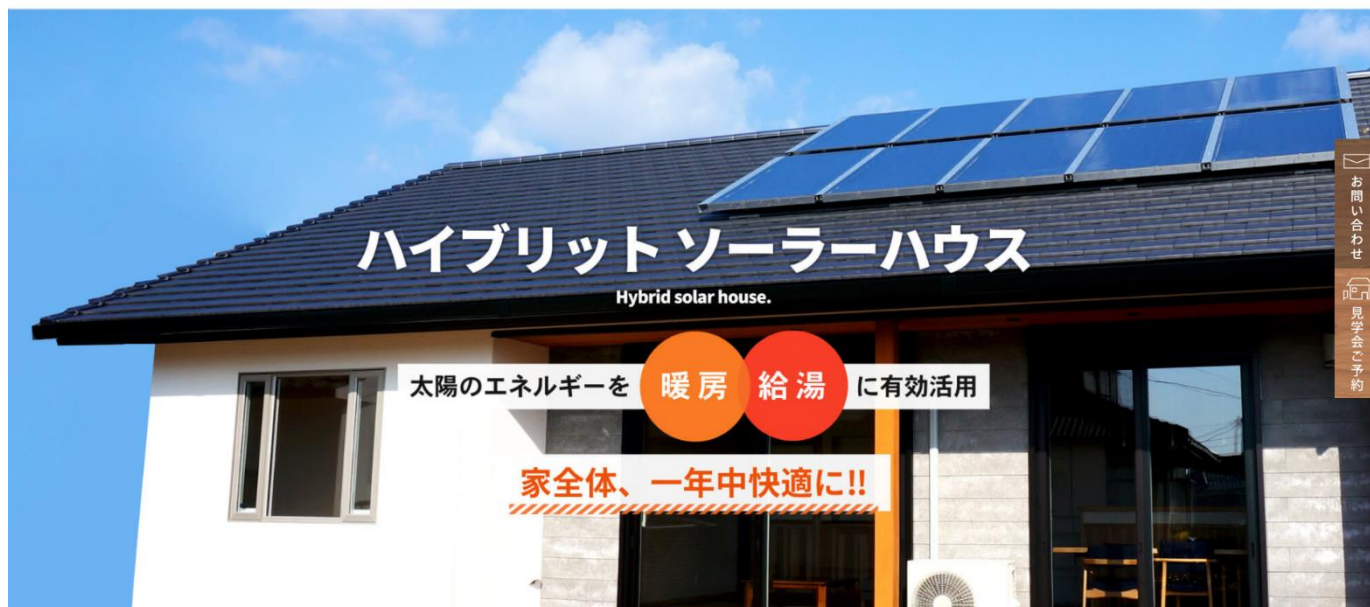 ハイブリット ソーラーハウス
Hybrid solar house.
太陽のエネルギーを 暖房 給湯 に有効活用
家全体、一年中快適に!!
お問い合わせ
見学会ご予約